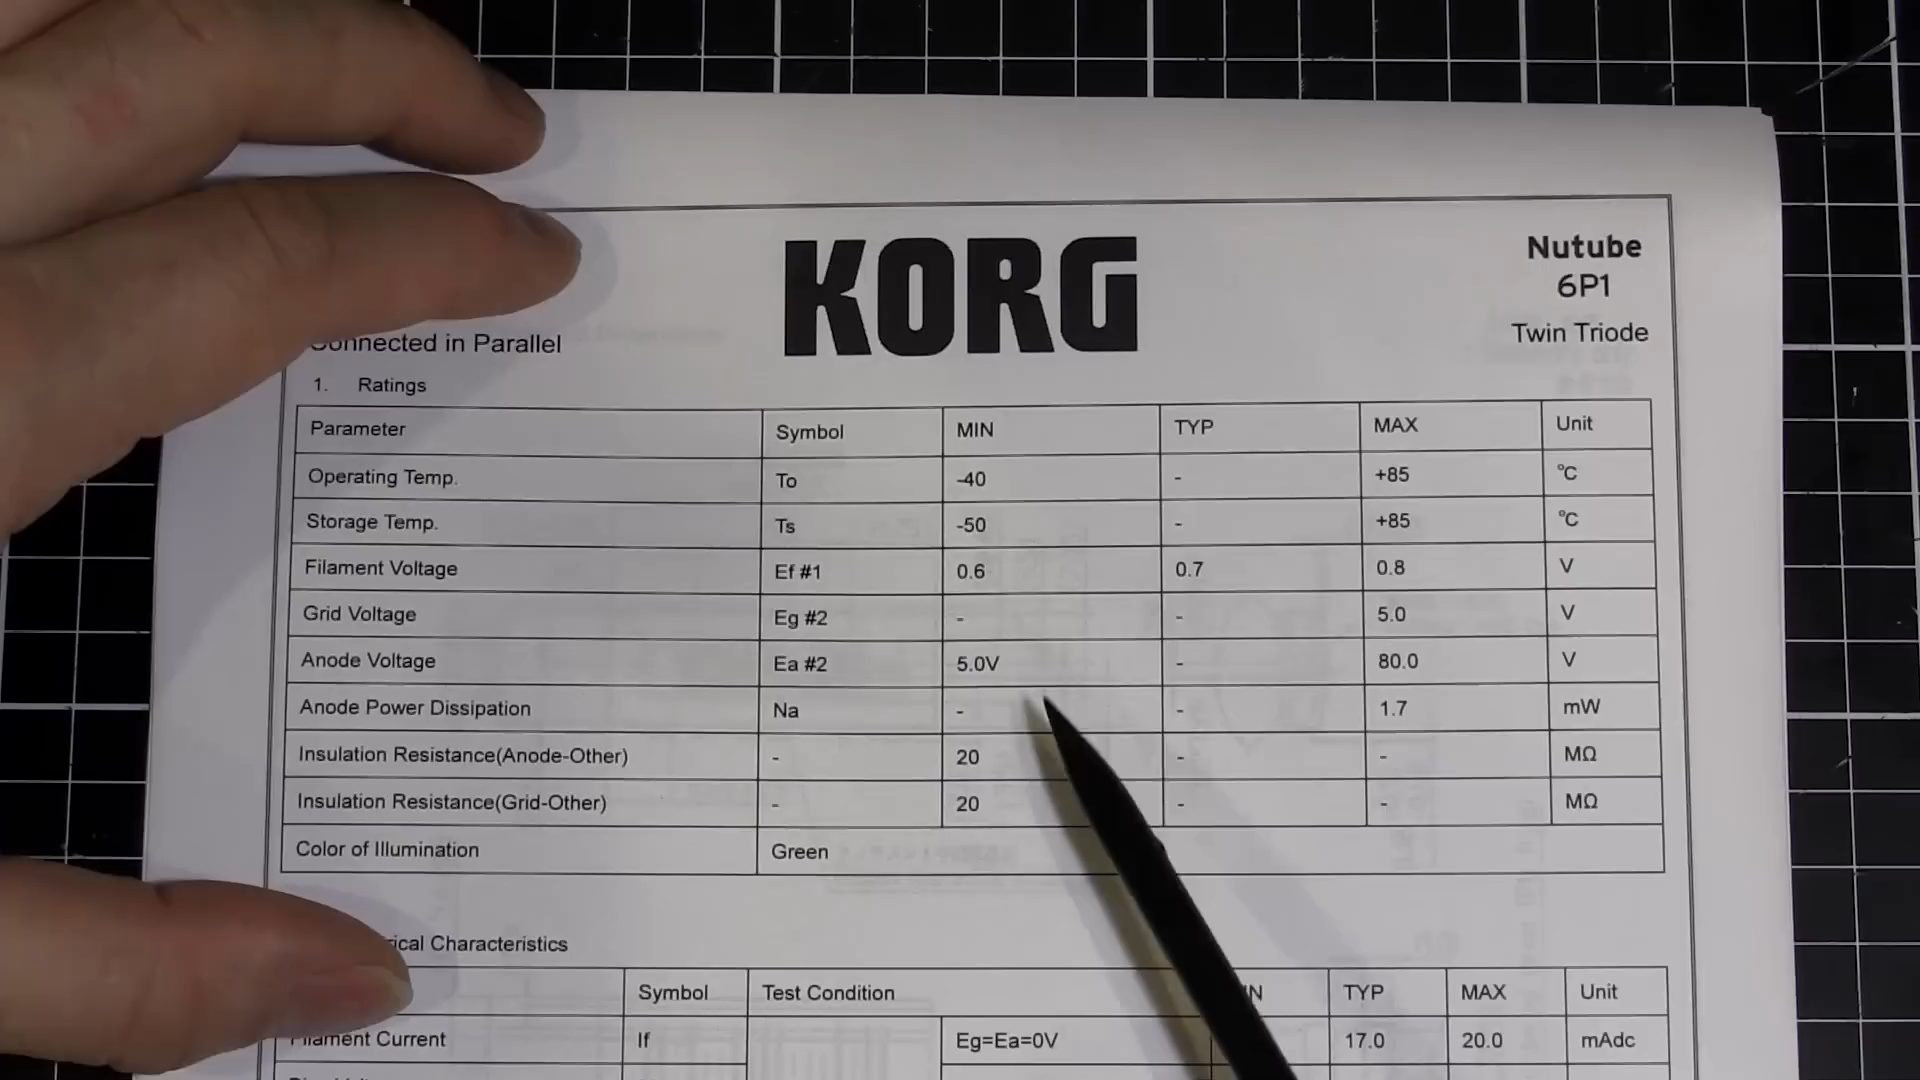 KORG
Nutube
6P1
Twin Triode
Connected in Parallel
1. Ratings
Parameter Symbol MIN TYP MAX Unit
Operating Temp. To -40 - +85 °C
Storage Temp. Ts -50 - +85 °C
Filament Voltage Ef #1 0.6 0.7 0.8 V
Grid Voltage Eg #2 - - 5.0 V
Anode Voltage Ea #2 5.0V - 80.0 V
Anode Power Dissipation Na - - 1.7 mW
Insulation Resistance(Anode-Other) - 20 - - MΩ
Insulation Resistance(Grid-Other) - 20 - - MΩ
Color of Illumination Green
Characteristics
Symbol Test Condition TYP MAX Unit
Filament Current If Eg=Ea=0V 17.0 20.0 mAdc